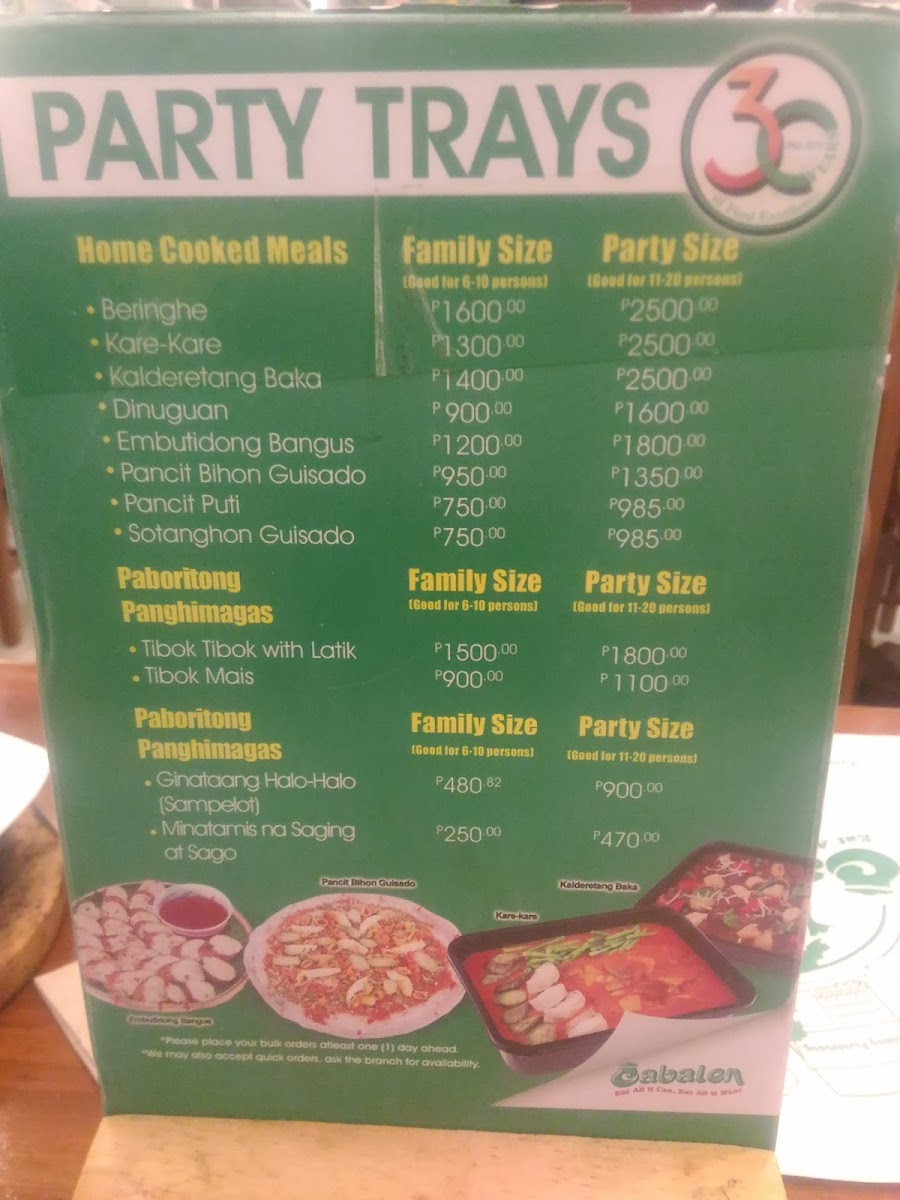 PARTY TRAYS
30
YEARS
Home Cooked Meals Family Size Party Size
(Good for 6-10 persons) (Good for 11-20 persons)
• Beringhe P1600.00 P2500.00
• Kare-Kare P1300.00 P2500.00
• Kalderetang Baka P1400.00 P2500.00
• Dinuguan P900.00 P1600.00
• Embutidong Bangus P1200.00 P1800.00
• Pancit Bihon Guisado P950.00 P1350.00
• Pancit Puti P750.00 P985.00
• Sotanghon Guisado P750.00 P985.00
Paboritong Family Size Party Size
Panghimagas (Good for 6-10 persons) (Good for 11-20 persons)
• Tibok Tibok with Latik P1500.00 P1800.00
• Tibok Mais P900.00 P1100.00
Paboritong Family Size Party Size
Panghimagas (Good for 6-10 persons) (Good for 11-20 persons)
• Ginataang Halo-Halo P480.82 P900.00
(Sampelot)
• Minatamis na Saging P250.00 P470.00
at Sago
Pancit Bihon Guisado
Kalderetang Baka
Kare-kare
Embutidong Bangus
*Please place your bulk orders atleast one (1) day ahead.
*We may also accept quick orders, ask the branch for availability.
Cabalen
Eat All U Can, Eat All U Want